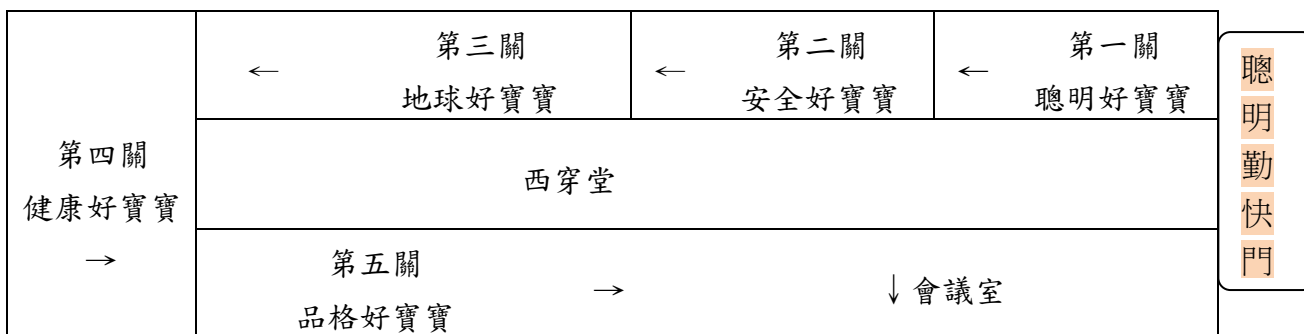 第三關
←
地球好寶寶
第二關
←
安全好寶寶
第一關
←
聰明好寶寶
聰明勤快門
第四關
健康好寶寶
→
西穿堂
第五關
品格好寶寶
→
↓會議室